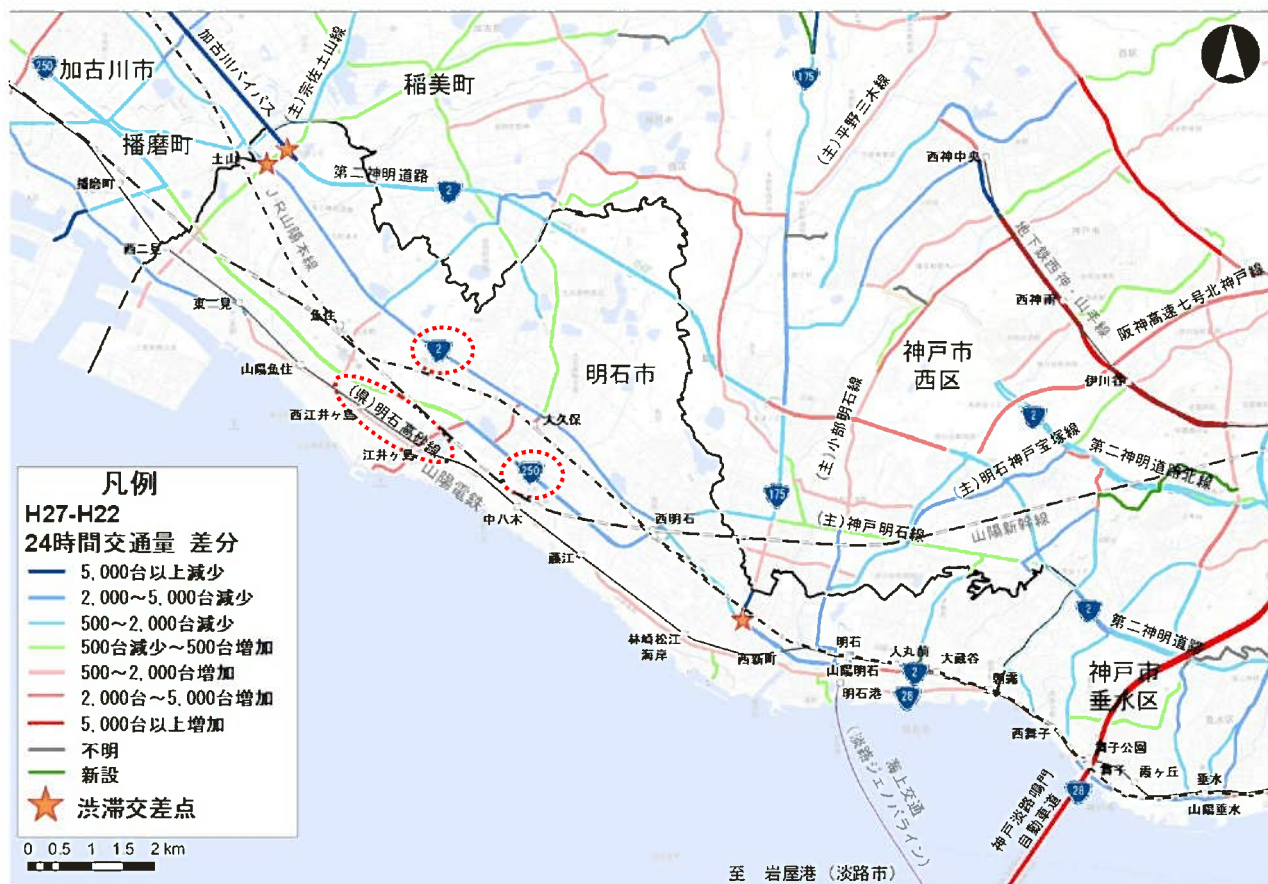 250
加古川市
加古川バイパス
(主)宗佐土山線
稲美町
175
(主)平野三木線
播磨町
土山
第二神明道路
2
西神中央
播磨町
JR山陽本線
地下鉄西神・山手線
西二見
東二見
魚住
西神南
阪神高速七号北神戸線
2
明石市
神戸市
西区
山陽魚住
伊川谷
(県)明石高砂線
西江井ヶ島
大久保
(主)小部明石線
2
(主)明石神戸宝塚線
第二神明道路北線
江井ヶ島
250
山陽電鉄
175
中八木
西明石
(主)神戸明石線
山陽新幹線
藤江
2
第二神明道路
林崎松江
海岸
西新町
明石
人丸前
大蔵谷
山陽明石
2
明石港
28
朝霧
神戸市
垂水区
西舞子
舞子公園
舞子
霞ヶ丘
垂水
28
山陽垂水
海上交通
(淡路ジェノバライン)
神戸淡路鳴門
自動車道
至 岩屋港(淡路市)
凡例
H27-H22
24時間交通量 差分
5,000台以上減少
2,000~5,000台減少
500~2,000台減少
500台減少~500台増加
500~2,000台増加
2,000台~5,000台増加
5,000台以上増加
不明
新設
渋滞交差点
0 0.5 1 1.5 2 km